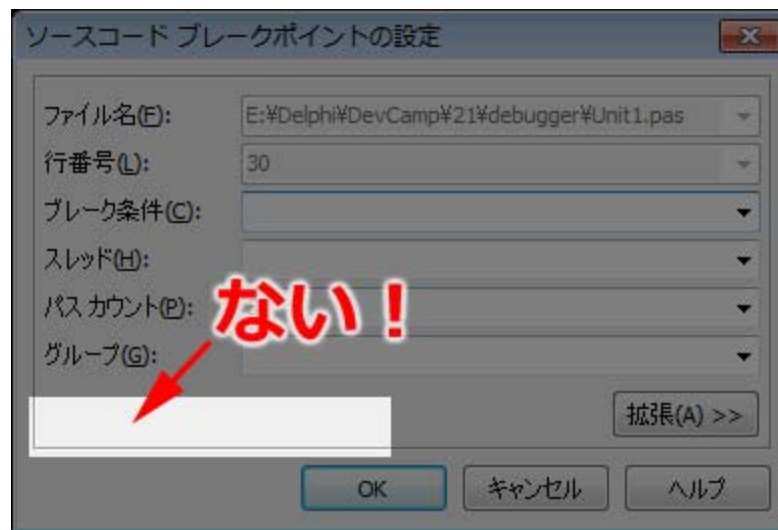 ソースコード ブレークポイントの設定
ファイル名(F): E:¥Delphi¥DevCamp¥21¥debugger¥Unit1.pas
行番号(L): 30
ブレーク条件(C):
スレッド(H):
パス カウント(P):
ない！
グループ(G):
拡張(A) >>
OK キャンセル ヘルプ